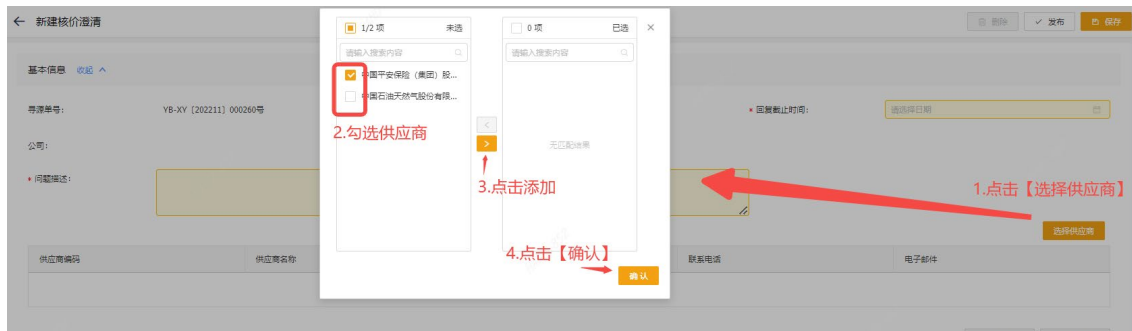 ← 新建核价澄清
删除 发布 保存
1/2 项 未选
0 项 已选
请输入搜索内容
请输入搜索内容
基本信息 收起
中国平安保险（集团）股...
中国石油天然气股份有限...
寻源单号： YB-XY［202211］000260号
* 回复截止时间： 请选择日期
2.勾选供应商
<
>
无匹配结果
公司：
* 问题描述：
3.点击添加
1.点击【选择供应商】
选择供应商
4.点击【确认】
供应商编码 供应商名称 联系电话 电子邮件
确认